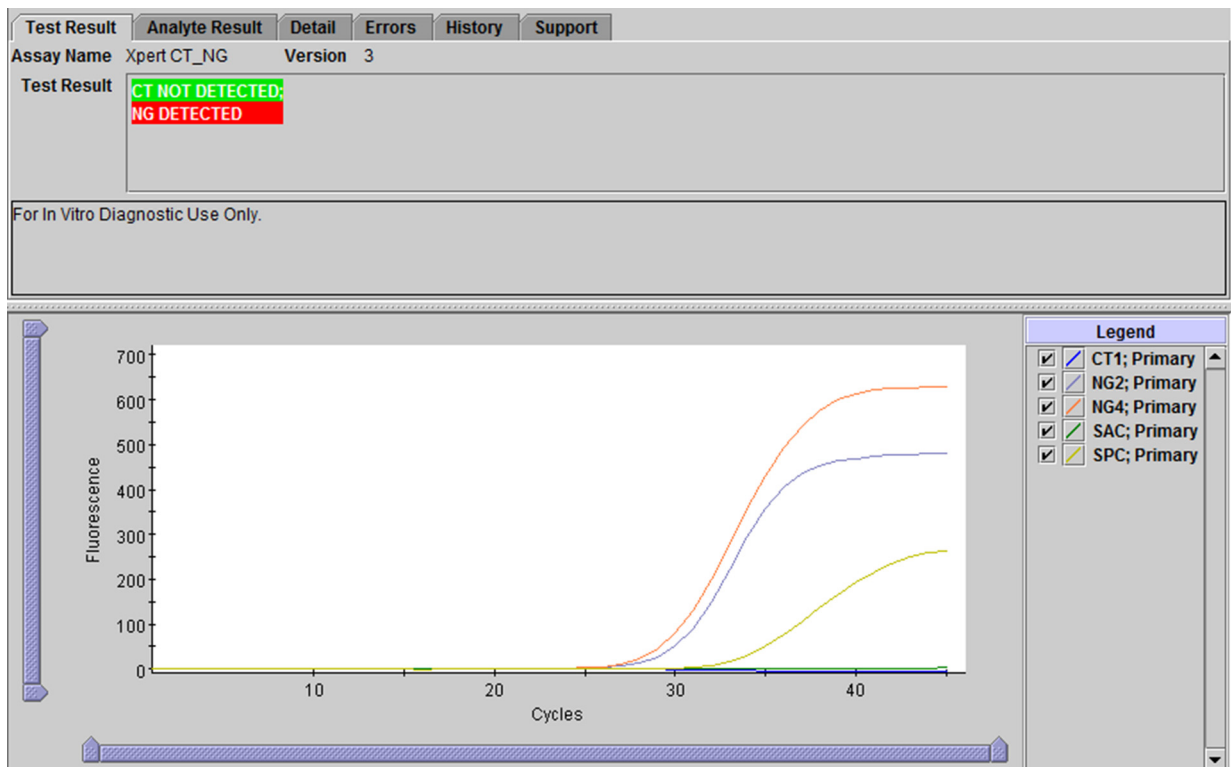 Test Result Analyte Result Detail Errors History Support
Assay Name Xpert CT_NG Version 3
Test Result CT NOT DETECTED;
NG DETECTED
For In Vitro Diagnostic Use Only.
Legend
CT1; Primary
NG2; Primary
NG4; Primary
SAC; Primary
SPC; Primary
700
600
500
400
300
200
100
0
Fluorescence
10 20 30 40
Cycles